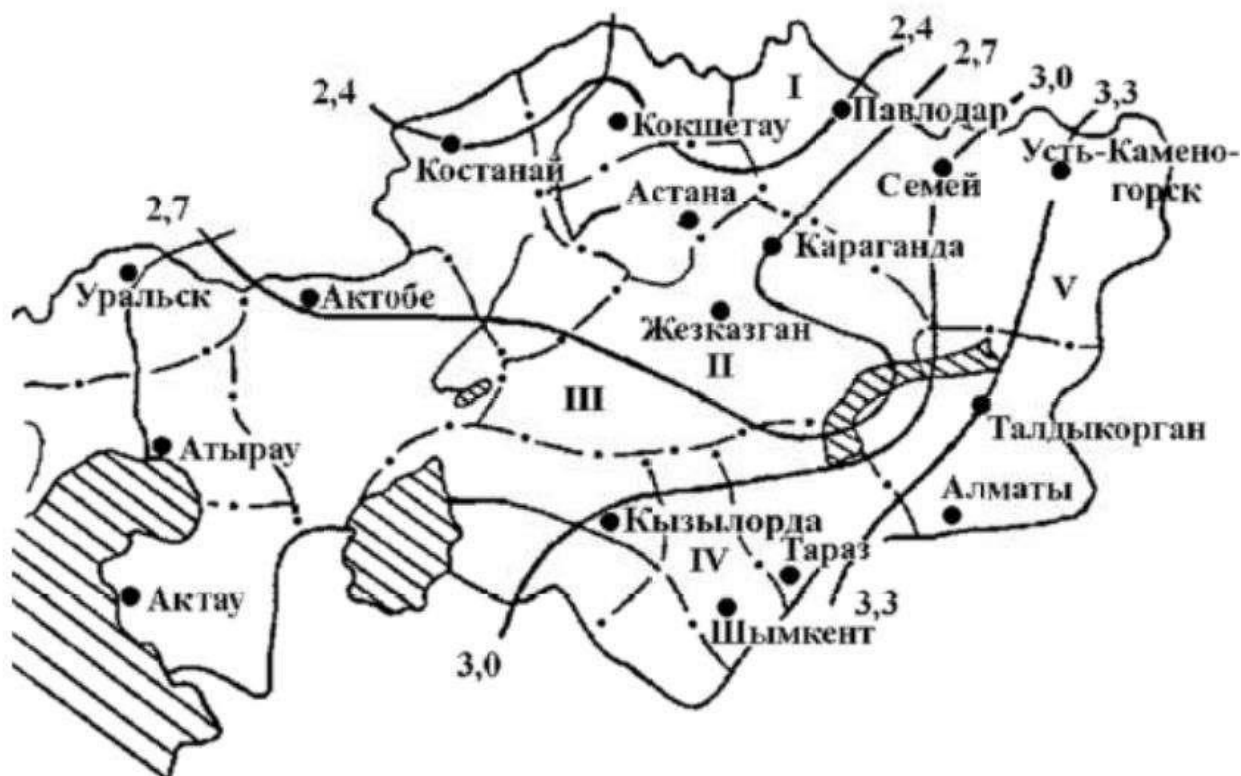 2,4
2,7
2,4
3,0
I
3,3
Павлодар
Кокшетау
Костанай
Семей
Усть-Камено-
горск
Астана
2,7
Караганда
Уральск
Актобе
V
Жезказган
II
III
Талдыкорган
Атырау
Алматы
Кызылорда
IV
Тараз
Актау
3,3
Шымкент
3,0